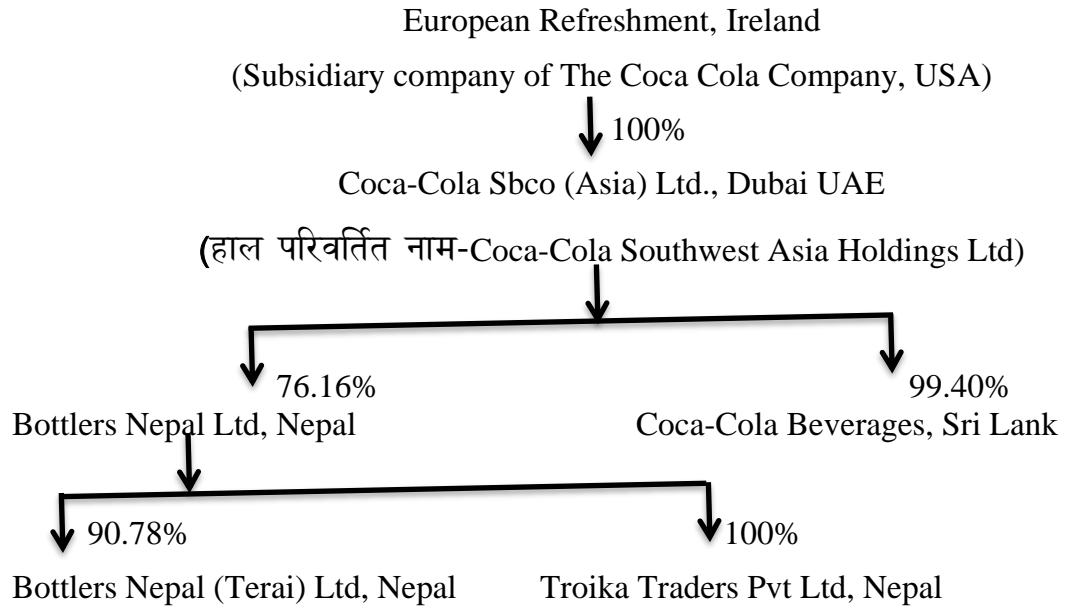 European Refreshment, Ireland
(Subsidiary company of The Coca Cola Company, USA)
100%
Coca-Cola Sbco (Asia) Ltd., Dubai UAE
(हाल परिवर्तित नाम-Coca-Cola Southwest Asia Holdings Ltd)
76.16%
99.40%
Bottlers Nepal Ltd, Nepal
Coca-Cola Beverages, Sri Lank
90.78%
100%
Bottlers Nepal (Terai) Ltd, Nepal
Troika Traders Pvt Ltd, Nepal